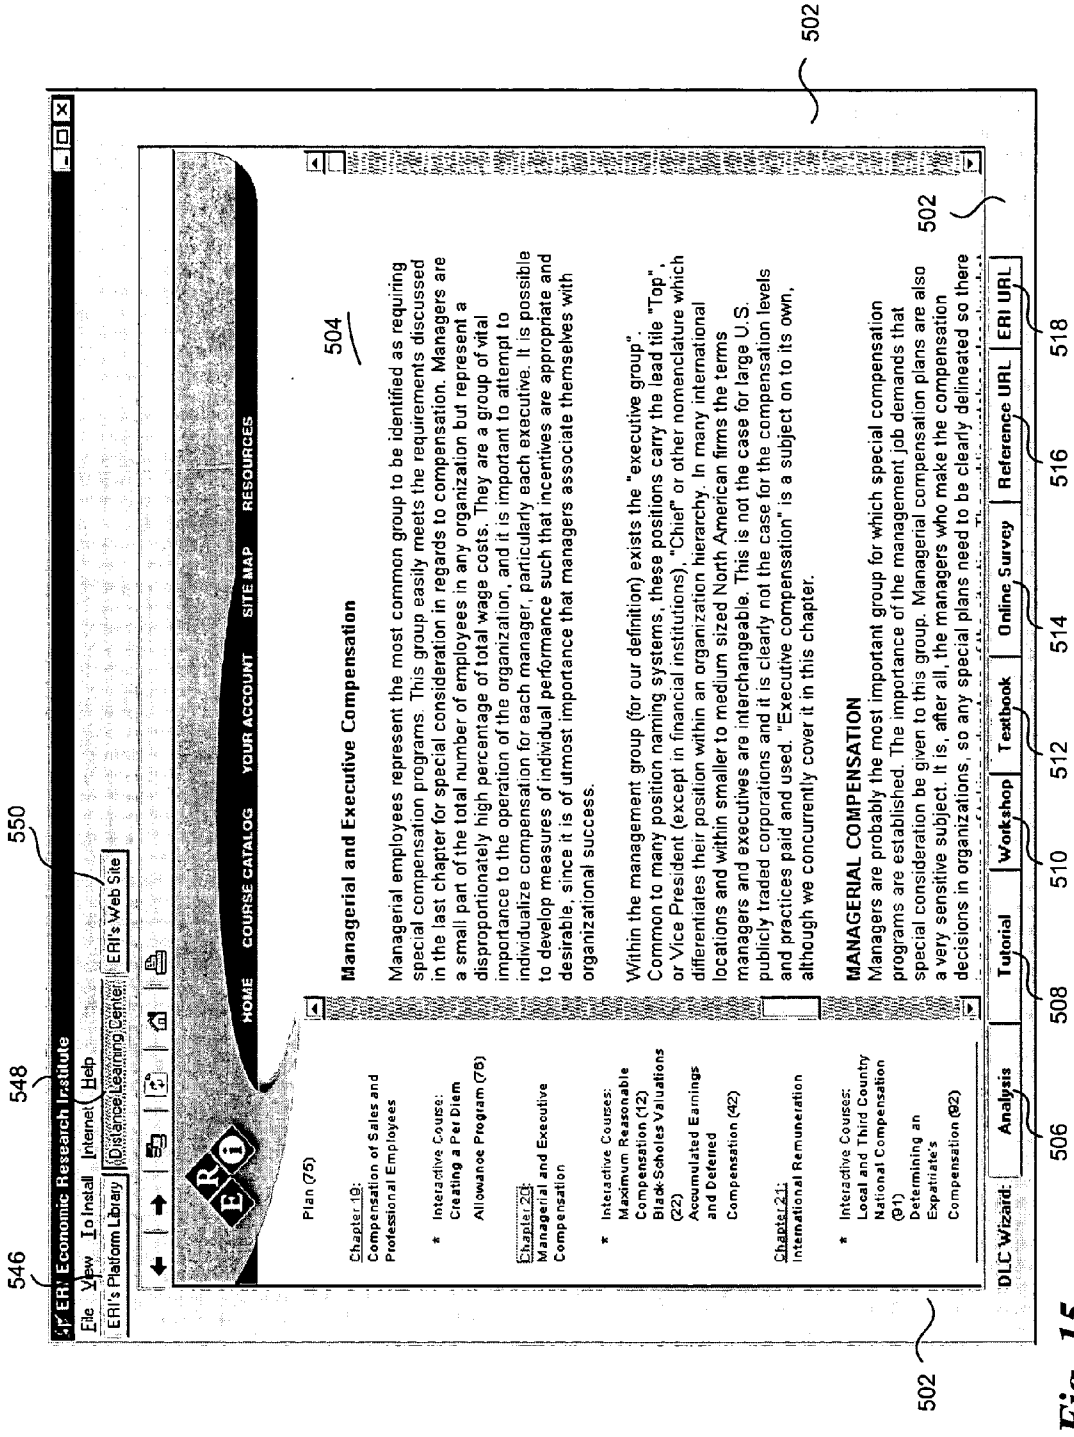 546
548
550
ERI Economic Research Institute
File View To Install Internet Help
ERI's Platform Library Distance Learning Center ERI's Web Site
E R i
HOME COURSE CATALOG YOUR ACCOUNT SITE MAP RESOURCES
504
502
Plan (75)
Chapter 19:
Compensation of Sales and
Professional Employees
* Interactive Course:
Creating a Per Diem
Allowance Program (76)
Chapter 20:
Managerial and Executive
Compensation
* Interactive Courses:
Maximum Reasonable
Compensation (12)
Black-Scholes Valuations
(22)
Accumulated Earnings
and Deferred
Compensation (42)
Chapter 21:
International Remuneration
* Interactive Courses:
Local and Third Country
National Compensation
(91)
Determining an
Expatriate's
Compensation (92)
Managerial and Executive Compensation
Managerial employees represent the most common group to be identified as requiring
special compensation programs. This group easily meets the requirements discussed
in the last chapter for special consideration in regards to compensation. Managers are
a small part of the total number of employees in any organization but represent a
disproportionately high percentage of total wage costs. They are a group of vital
importance to the operation of the organization, and it is important to attempt to
individualize compensation for each manager, particularly each executive. It is possible
to develop measures of individual performance such that incentives are appropriate and
desirable, since it is of utmost importance that managers associate themselves with
organizational success.
Within the management group (for our definition) exists the "executive group".
Common to many position naming systems, these positions carry the lead tile "Top",
or Vice President (except in financial institutions), "Chief" or other nomenclature which
differentiates their position within an organization hierarchy. In many international
locations and within smaller to medium sized North American firms the terms
managers and executives are interchangeable. This is not the case for large U.S.
publicly traded corporations and it is clearly not the case for the compensation levels
and practices paid and used. "Executive compensation" is a subject on to its own,
although we concurrently cover it in this chapter.
MANAGERIAL COMPENSATION
Managers are probably the most important group for which special compensation
programs are established. The importance of the management job demands that
special consideration be given to this group. Managerial compensation plans are also
a very sensitive subject. It is, after all, the managers who make the compensation
decisions in organizations, so any special plans need to be clearly delineated so there
502
502
DLC Wizard: Analysis Tutorial Workshop Textbook Online Survey Reference URL ERI URL
506 508 510 512 514 516 518
Fig. 15